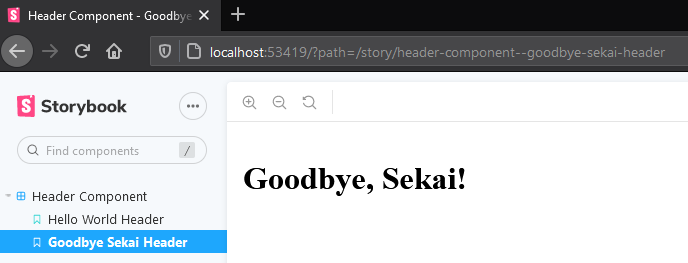 Header Component - Goodbye
localhost:53419/?path=/story/header-component--goodbye-sekai-header
Storybook
Find components /
Header Component
Hello World Header
Goodbye Sekai Header
Goodbye, Sekai!